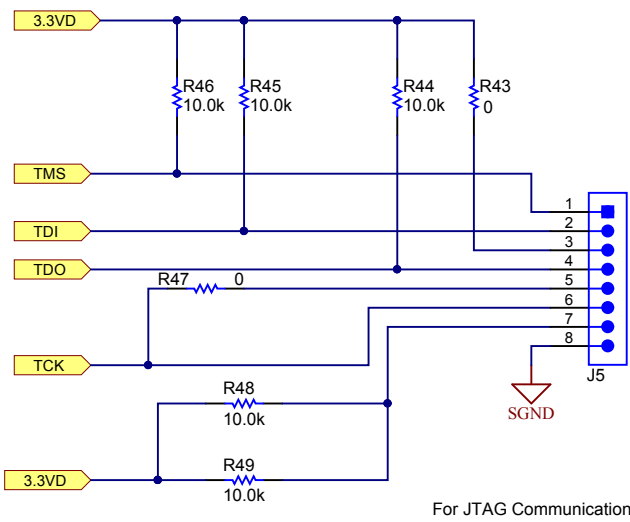 3.3VD
R46
10.0k
R45
10.0k
R44
10.0k
R43
0
TMS
TDI
TDO
R47 0
TCK
1
2
3
4
5
6
7
8
J5
SGND
R48
10.0k
R49
10.0k
3.3VD
For JTAG Communication